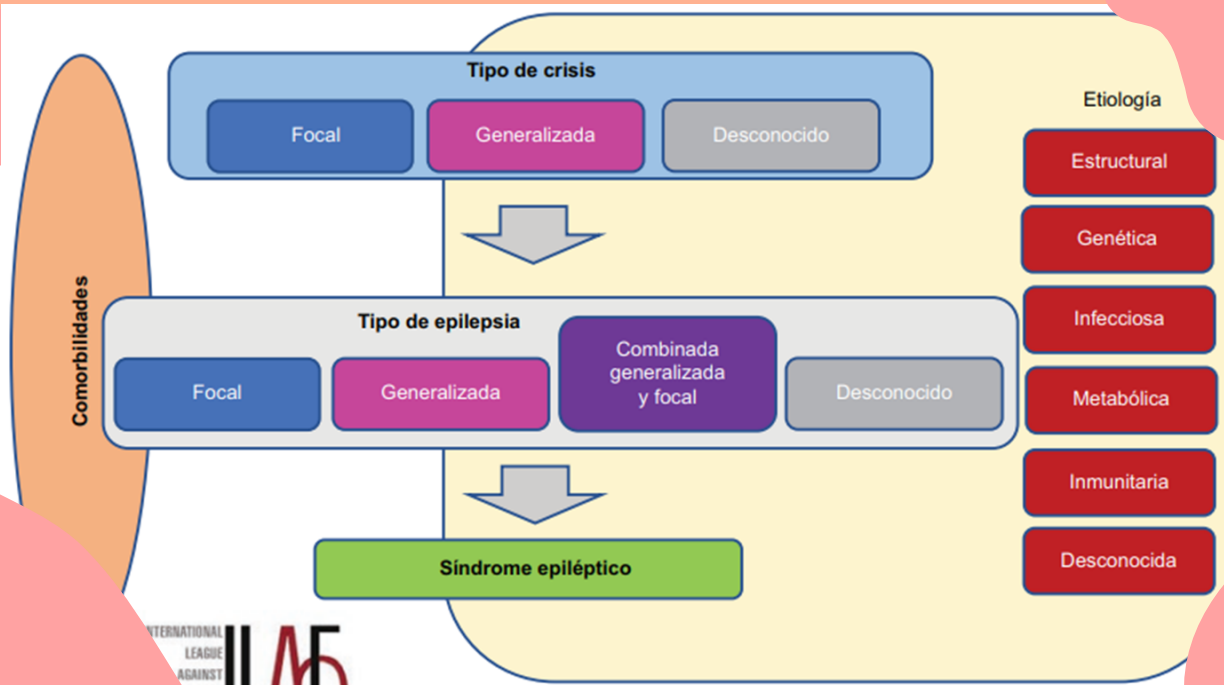 Tipo de crisis
Focal
Generalizada
Desconocido
Etiología
Estructural
Genética
Infecciosa
Metabólica
Inmunitaria
Desconocida
Comorbilidades
Tipo de epilepsia
Focal
Generalizada
Combinada
generalizada
y focal
Desconocido
Síndrome epiléptico
INTERNATIONAL
LEAGUE
AGAINST